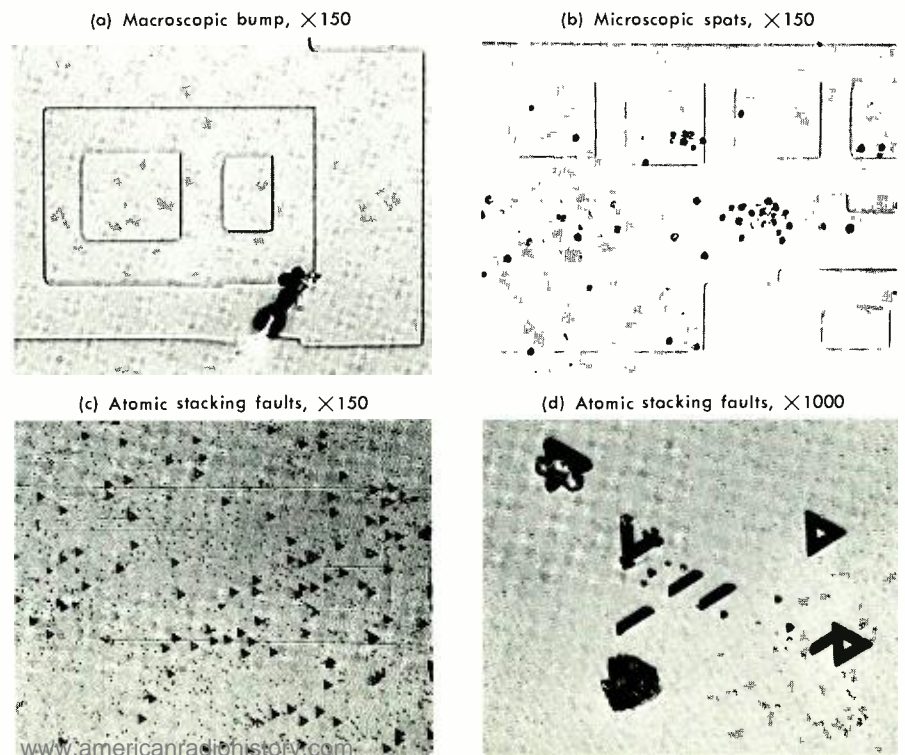 (a) Macroscopic bump, ×150
(b) Microscopic spats, ×150
(c) Atomic stacking faults, ×150
(d) Atomic stacking faults, ×1000
www.americanradiohistory.com